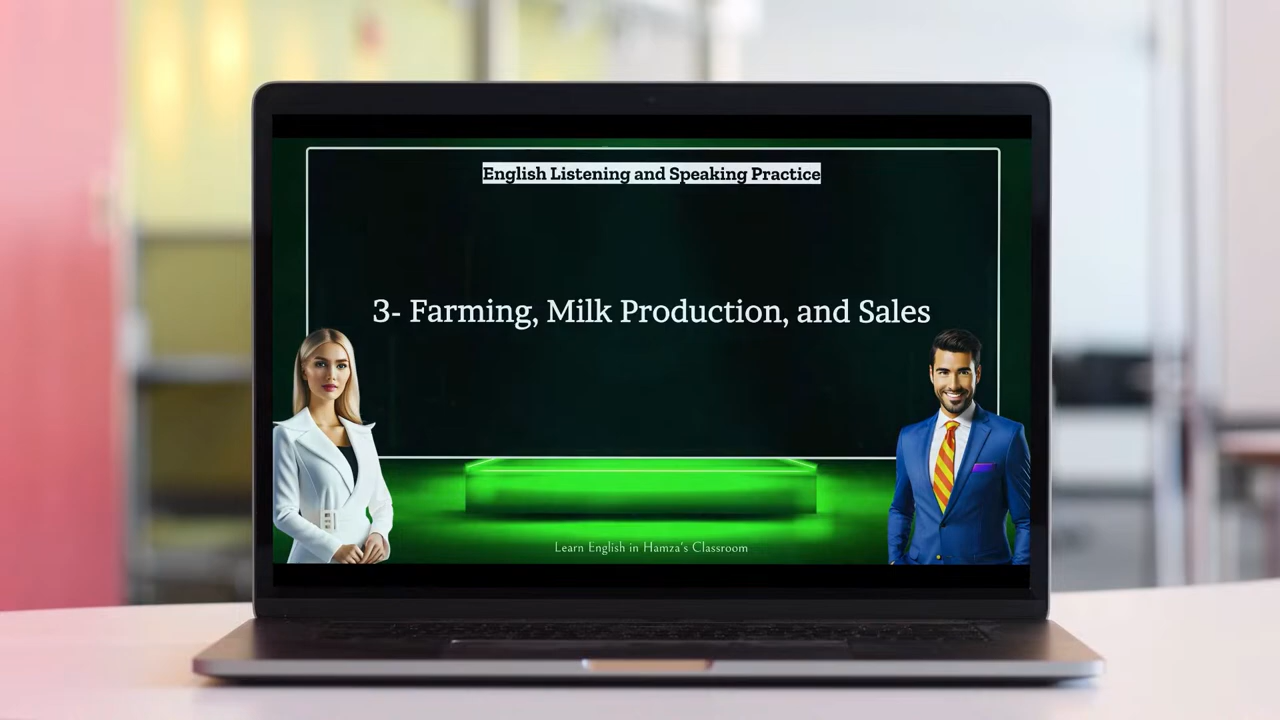 English Listening and Speaking Practice
3- Farming, Milk Production, and Sales
Learn English in Hamza's Classroom